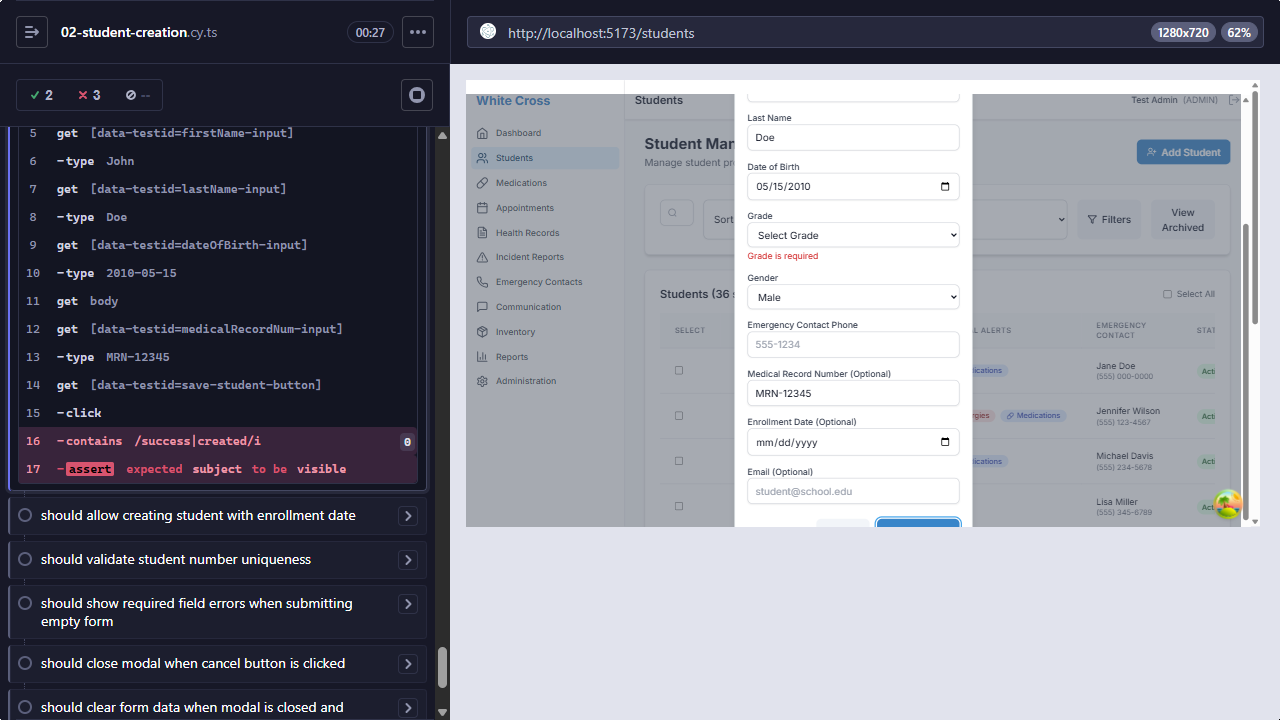 02-student-creation.cy.ts
00:27
2
3
--
5 get [data-testid=firstName-input]
6 -type John
7 get [data-testid=lastName-input]
8 -type Doe
9 get [data-testid=dateOfBirth-input]
10 -type 2010-05-15
11 get body
12 get [data-testid=medicalRecordNum-input]
13 -type MRN-12345
14 get [data-testid=save-student-button]
15 -click
16 -contains /success|created/i 0
17 -assert expected subject to be visible
should allow creating student with enrollment date
should validate student number uniqueness
should show required field errors when submitting
empty form
should close modal when cancel button is clicked
should clear form data when modal is closed and
http://localhost:5173/students
1280x720
62%
White Cross
Dashboard
Students
Medications
Appointments
Health Records
Incident Reports
Emergency Contacts
Communication
Inventory
Reports
Administration
Students
Test Admin (ADMIN)
Student Man
Manage student pr
Add Student
Sort
Filters
View
Archived
Students (36 s
Select All
SELECT
L ALERTS
EMERGENCY
CONTACT
STAT
ications
Jane Doe
(555) 000-0000
Acti
rgies
Medications
Jennifer Wilson
(555) 123-4567
Acti
ications
Michael Davis
(555) 234-5678
Acti
Lisa Miller
(555) 345-6789
Acti
Last Name
Doe
Date of Birth
05/15/2010
Grade
Select Grade
Grade is required
Gender
Male
Emergency Contact Phone
555-1234
Medical Record Number (Optional)
MRN-12345
Enrollment Date (Optional)
mm/dd/yyyy
Email (Optional)
student@school.edu